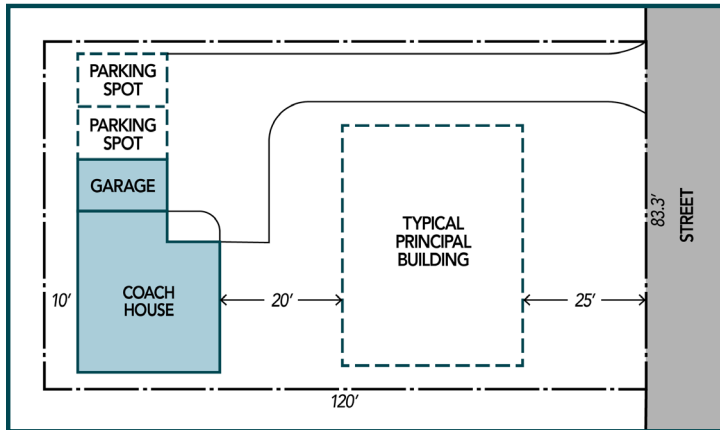 PARKING
SPOT
PARKING
SPOT
GARAGE
COACH
HOUSE
10'
20'
TYPICAL
PRINCIPAL
BUILDING
25'
83.3'
STREET
120'